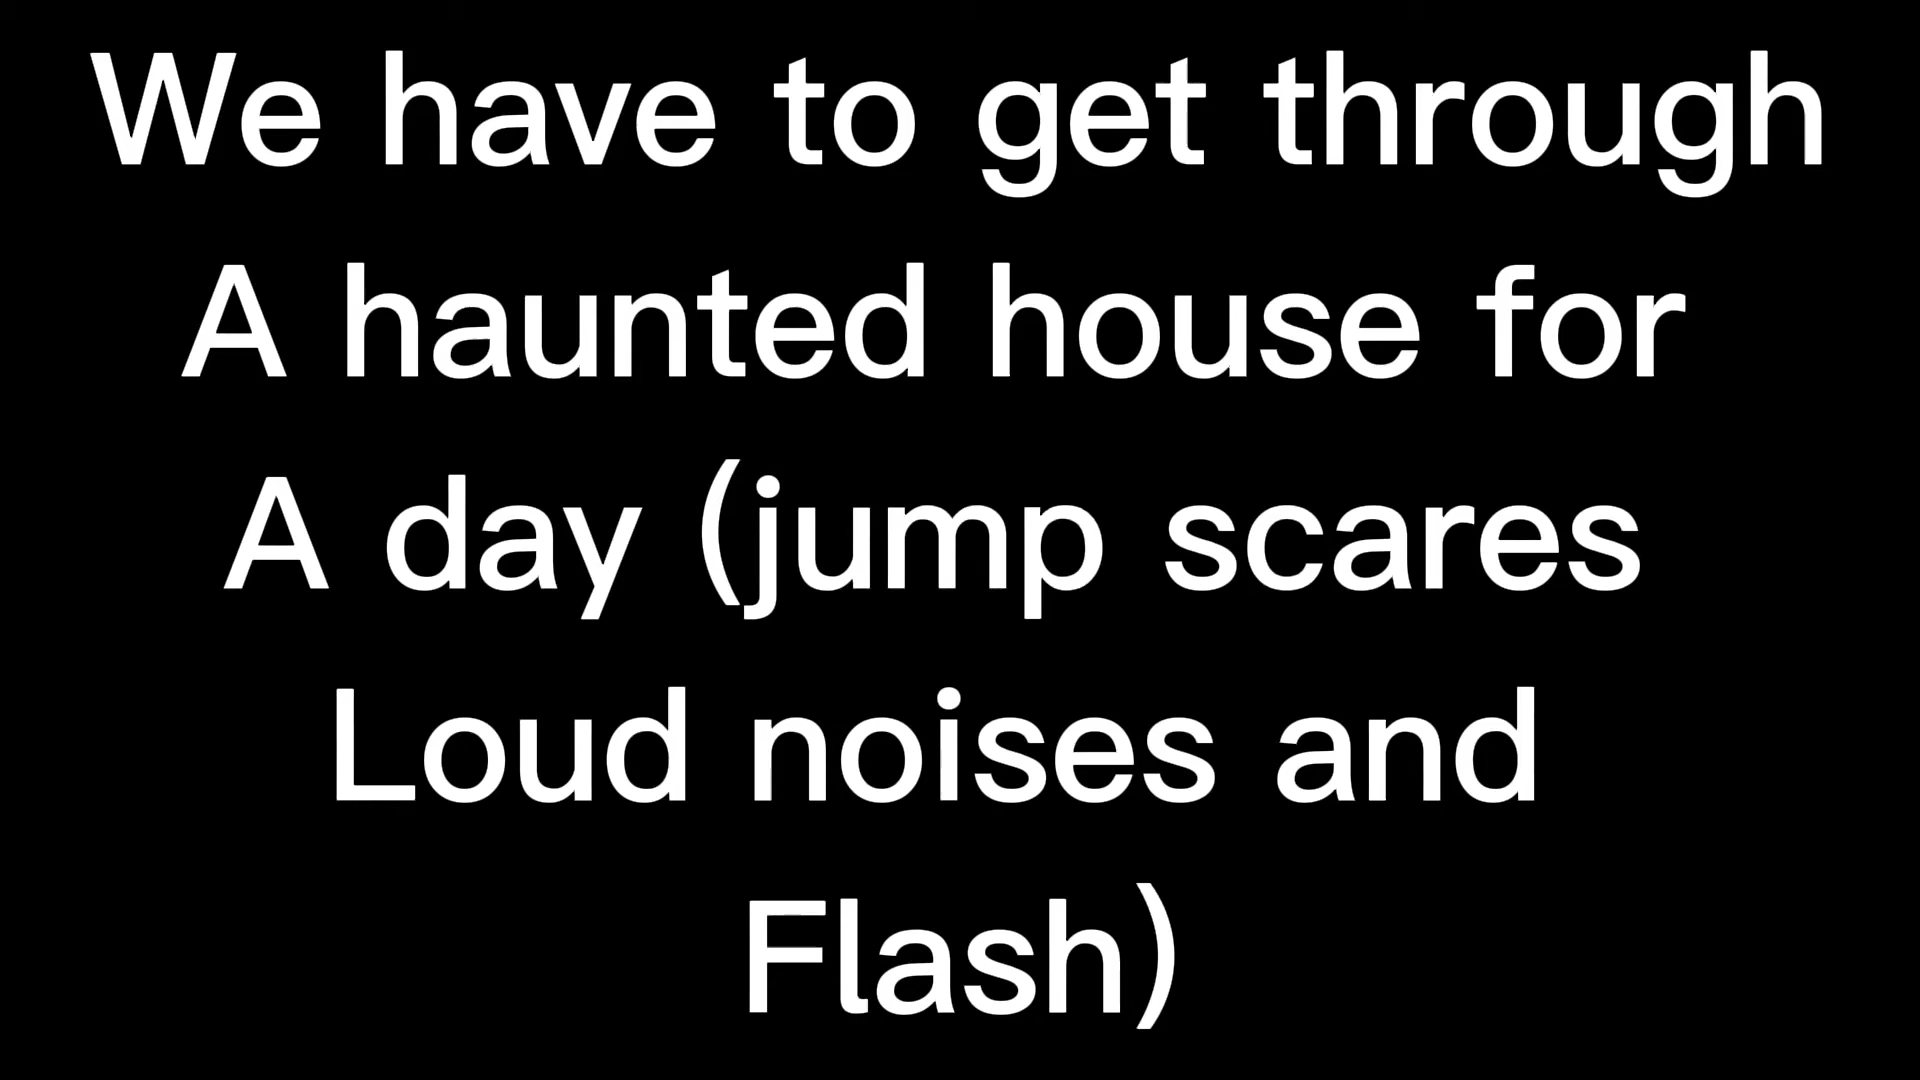 We have to get through
A haunted house for
A day (jump scares
Loud noises and
Flash)